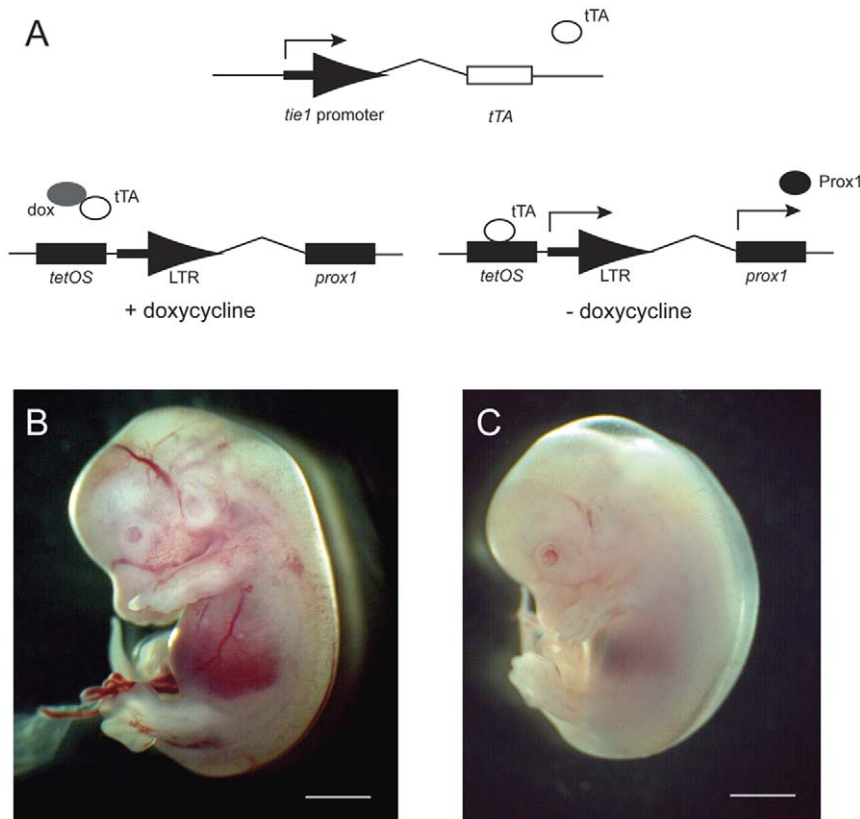 A
tTA
tie1 promoter
tTA
dox
tTA
tetOS
LTR
prox1
+ doxycycline
tTA
Prox1
tetOS
LTR
prox1
- doxycycline
B
C